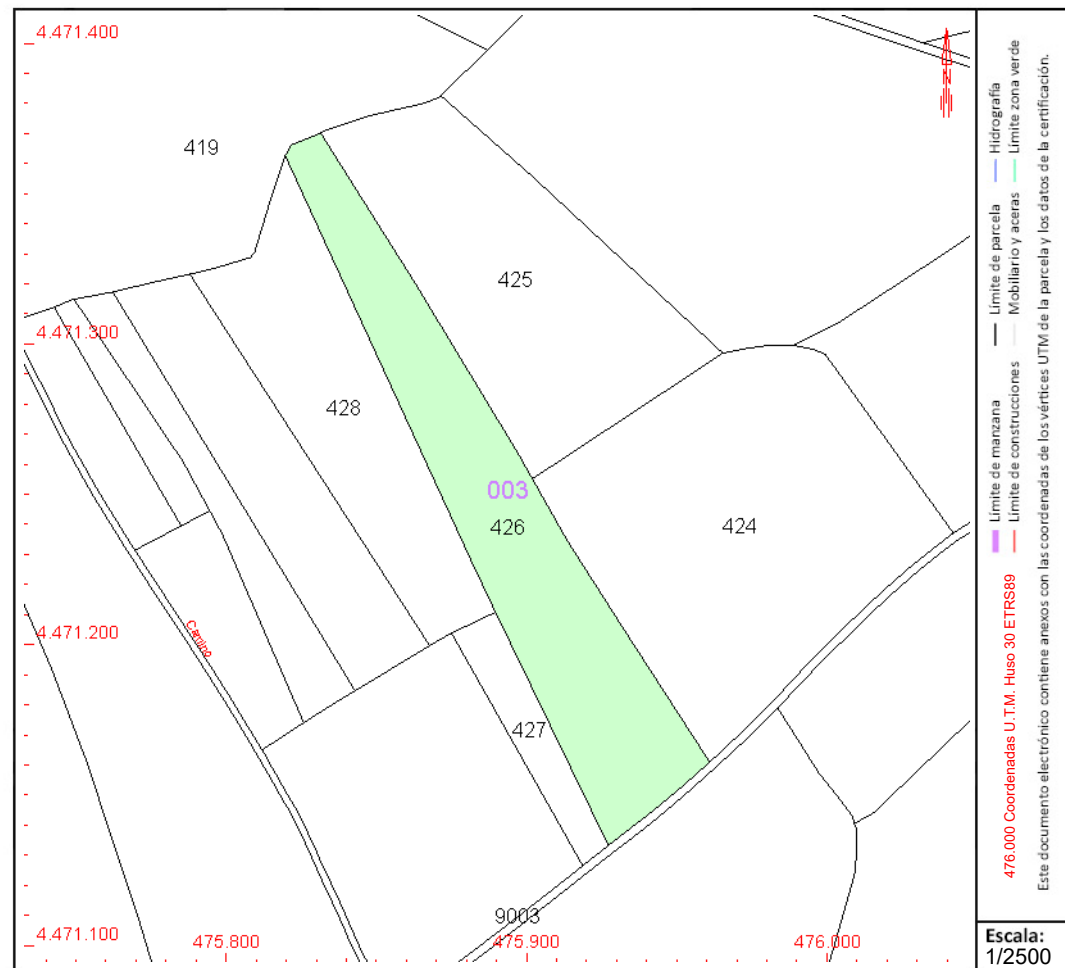 4.471.400
419
425
4.471.300
428
003
426
424
4.471.200
Camino
427
9003
4.471.100
475.800
475.900
476.000
N
476.000 Coordenadas U.T.M. Huso 30 ETRS89
Límite de manzana
Límite de parcela
Hidrografía
Límite de construcciones
Mobiliario y aceras
Límite zona verde
Este documento electrónico contiene anexos con las coordenadas de los vértices UTM de la parcela y los datos de la certificación.
Escala:
1/2500